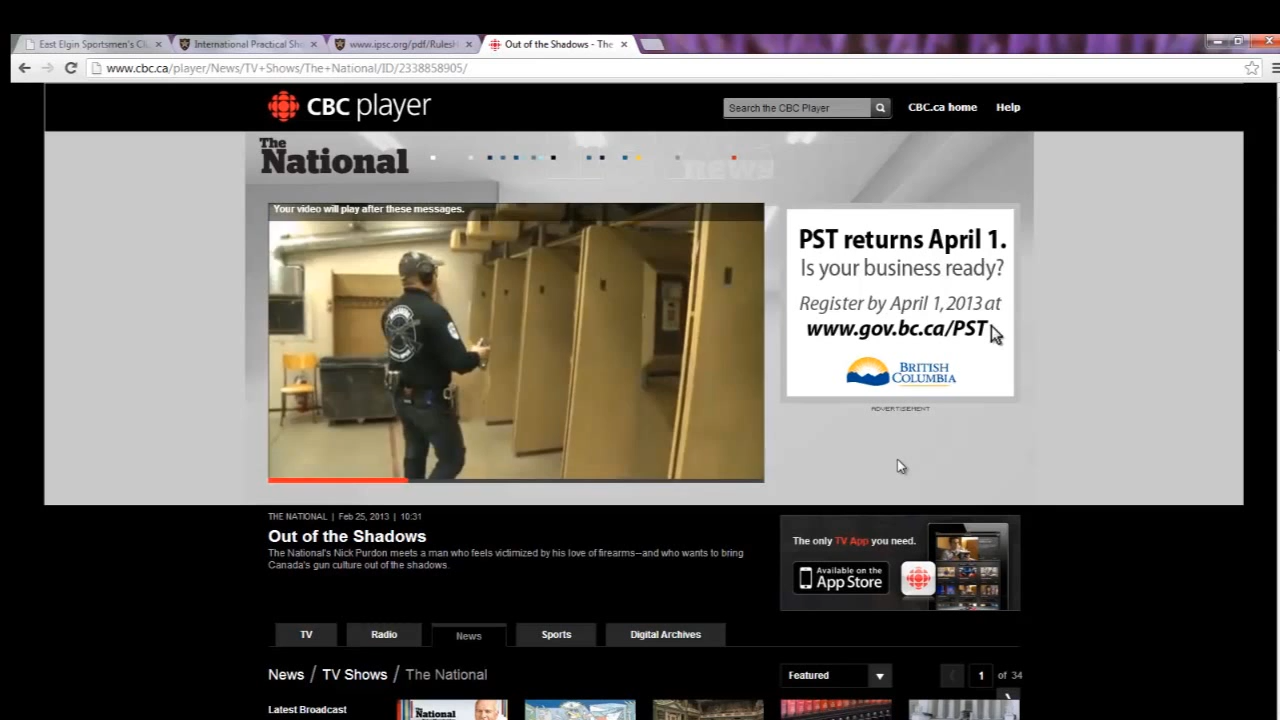 East Elgin Sportsmen's Cl
International Practical Sho
www.ipsc.org/pdf/Rules
Out of the Shadows - The
www.cbc.ca/player/News/TV+Shows/The+National/ID/2338858905/
CBC player
Search the CBC Player
CBC.ca home
Help
The
National
news
Your video will play after these messages.
PST returns April 1.
Is your business ready?
Register by April 1, 2013 at
www.gov.bc.ca/PST
BRITISH
COLUMBIA
ADVERTISEMENT
THE NATIONAL | Feb 25, 2013 | 10:31
Out of the Shadows
The National's Nick Purdon meets a man who feels victimized by his love of firearms--and who wants to bring
Canada's gun culture out of the shadows.
The only TV App you need.
Available on the
App Store
TV
Radio
News
Sports
Digital Archives
News / TV Shows / The National
Featured
1 of 34
Latest Broadcast
The
National